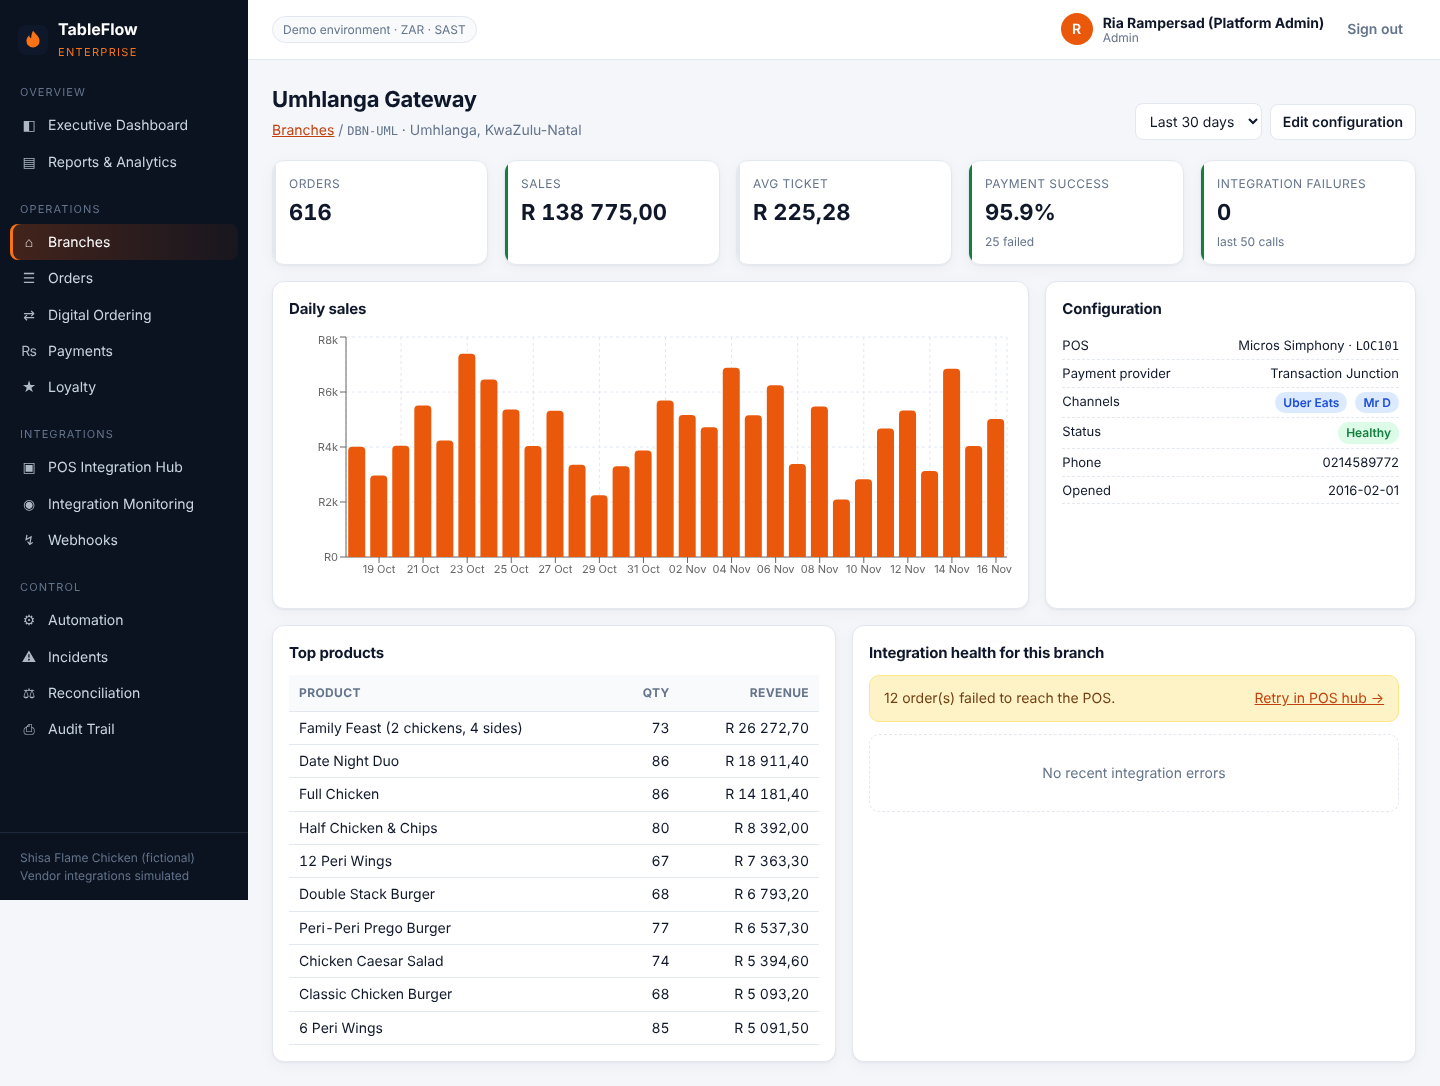 TableFlow
ENTERPRISE
OVERVIEW
Executive Dashboard
Reports & Analytics
OPERATIONS
Branches
Orders
Digital Ordering
Rs Payments
Loyalty
INTEGRATIONS
POS Integration Hub
Integration Monitoring
Webhooks
CONTROL
Automation
Incidents
Reconciliation
Audit Trail
Shisa Flame Chicken (fictional)
Vendor integrations simulated
Demo environment · ZAR · SAST
R
Ria Rampersad (Platform Admin)
Admin
Sign out
Umhlanga Gateway
Branches / DBN-UML · Umhlanga, KwaZulu-Natal
Last 30 days
Edit configuration
ORDERS
616
SALES
R 138 775,00
AVG TICKET
R 225,28
PAYMENT SUCCESS
95.9%
25 failed
INTEGRATION FAILURES
0
last 50 calls
Daily sales
R8k
R6k
R4k
R2k
R0
19 Oct 21 Oct 23 Oct 25 Oct 27 Oct 29 Oct 31 Oct 02 Nov 04 Nov 06 Nov 08 Nov 10 Nov 12 Nov 14 Nov 16 Nov
Configuration
POS Micros Simphony · LOC101
Payment provider Transaction Junction
Channels Uber Eats Mr D
Status Healthy
Phone 0214589772
Opened 2016-02-01
Top products
PRODUCT QTY REVENUE
Family Feast (2 chickens, 4 sides) 73 R 26 272,70
Date Night Duo 86 R 18 911,40
Full Chicken 86 R 14 181,40
Half Chicken & Chips 80 R 8 392,00
12 Peri Wings 67 R 7 363,30
Double Stack Burger 68 R 6 793,20
Peri-Peri Prego Burger 77 R 6 537,30
Chicken Caesar Salad 74 R 5 394,60
Classic Chicken Burger 68 R 5 093,20
6 Peri Wings 85 R 5 091,50
Integration health for this branch
12 order(s) failed to reach the POS. Retry in POS hub →
No recent integration errors